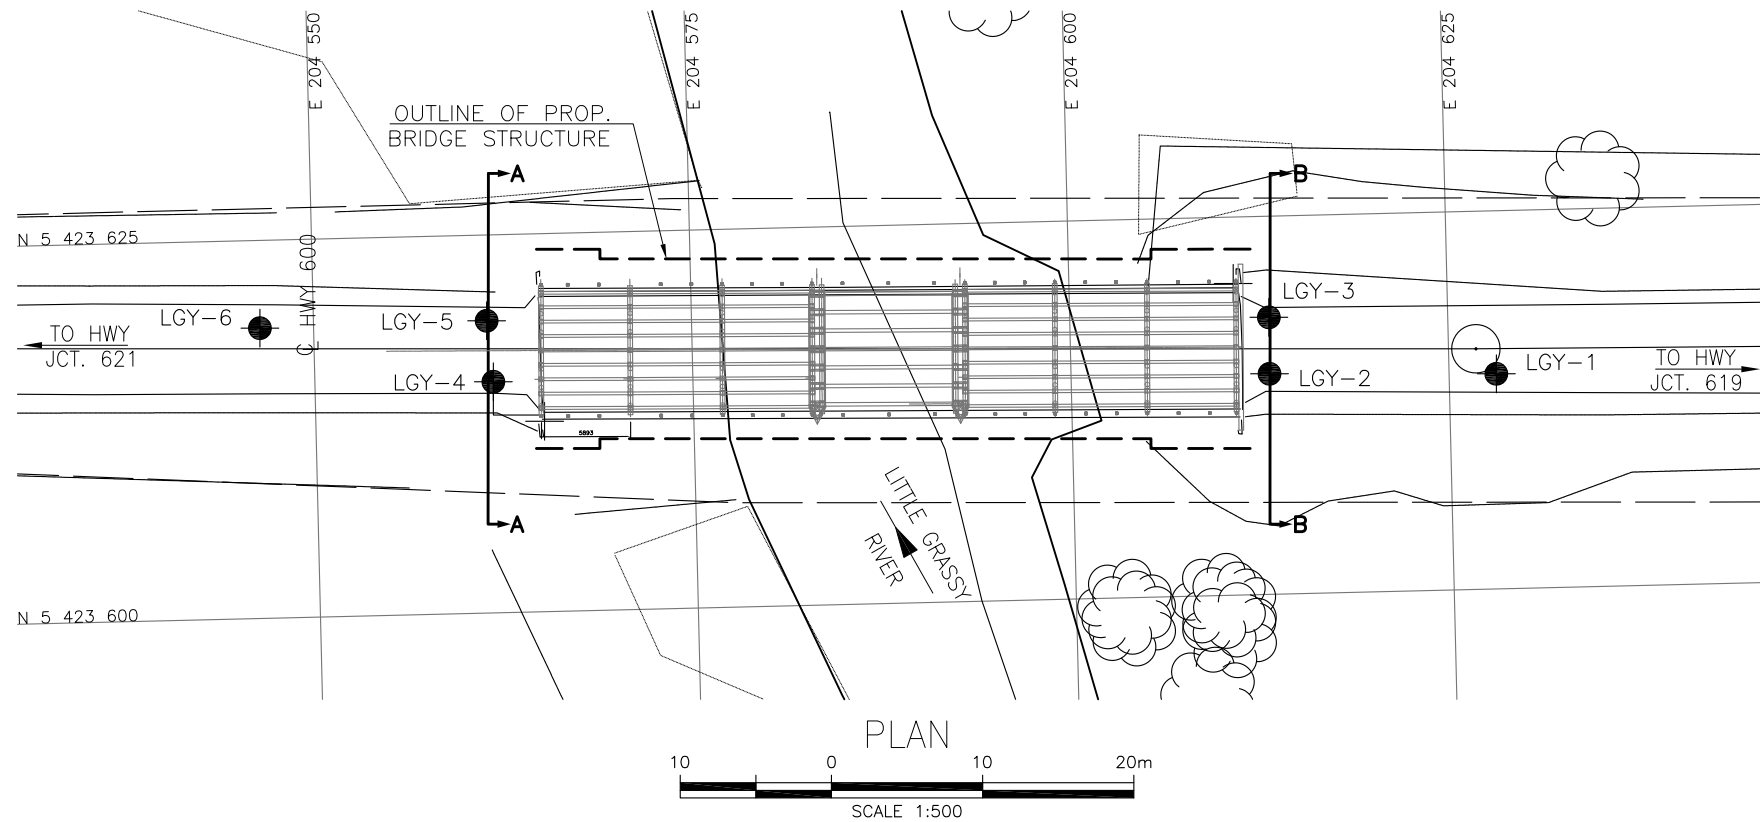 E 204 550
E 204 575
E 204 600
E 204 625
OUTLINE OF PROP.
BRIDGE STRUCTURE
A
B
N 5 423 625
HWY 600
LGY-6
LGY-5
LGY-4
LGY-3
LGY-2
LGY-1
TO HWY
JCT. 621
TO HWY
JCT. 619
5893
A
B
LITTLE GRASSY
RIVER
N 5 423 600
PLAN
10 0 10 20m
SCALE 1:500